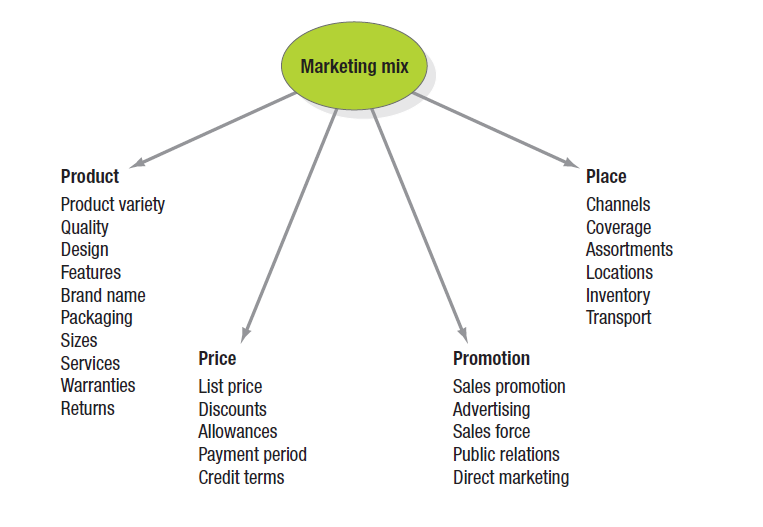 Marketing mix
Product
Product variety
Quality
Design
Features
Brand name
Packaging
Sizes
Services
Warranties
Returns
Price
List price
Discounts
Allowances
Payment period
Credit terms
Promotion
Sales promotion
Advertising
Sales force
Public relations
Direct marketing
Place
Channels
Coverage
Assortments
Locations
Inventory
Transport